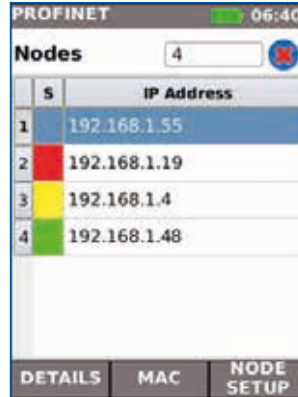 PROFINET 06:40
Nodes 4
S IP Address
1 192.168.1.55
2 192.168.1.19
3 192.168.1.4
4 192.168.1.48
DETAILS MAC NODE SETUP